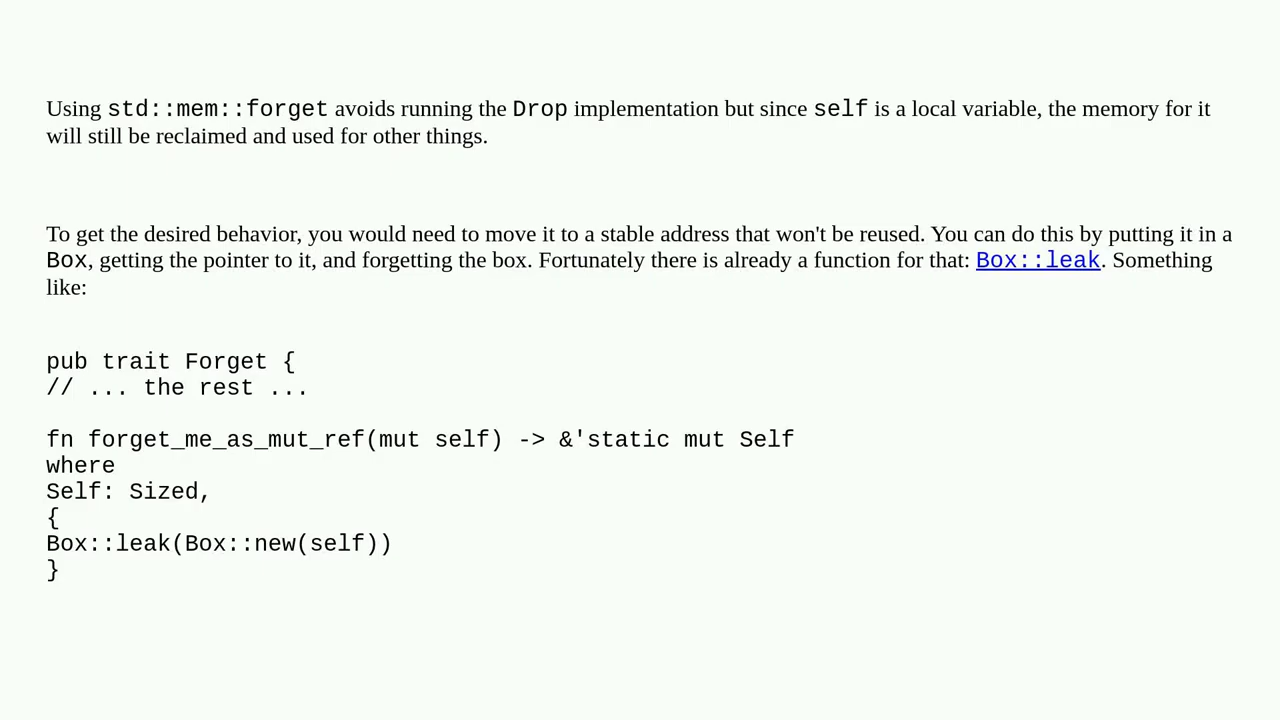 Using std::mem::forget avoids running the Drop implementation but since self is a local variable, the memory for it
will still be reclaimed and used for other things.
To get the desired behavior, you would need to move it to a stable address that won't be reused. You can do this by putting it in a
Box, getting the pointer to it, and forgetting the box. Fortunately there is already a function for that: Box::leak. Something
like:
pub trait Forget {
// ... the rest ...
fn forget_me_as_mut_ref(mut self) -> &'static mut Self
where
Self: Sized,
{
Box::leak(Box::new(self))
}